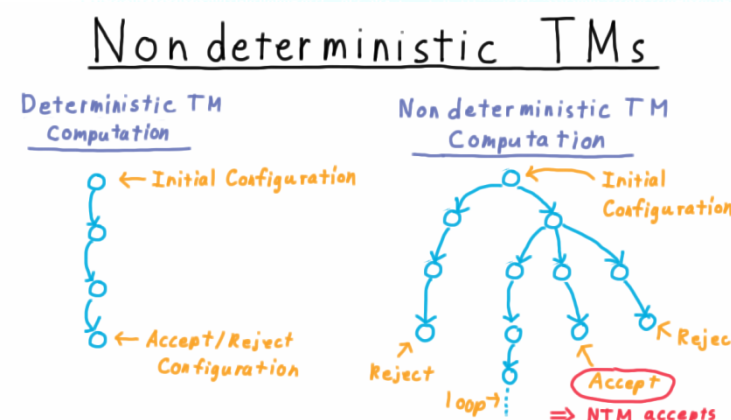 Nondeterministic TMs
Deterministic TM
Computation
Nondeterministic TM
Computation
← Initial Configuration
Initial
Configuration
← Accept/Reject
Configuration
Reject
Rejec
loop→
Accept
⇒ NTM accepts